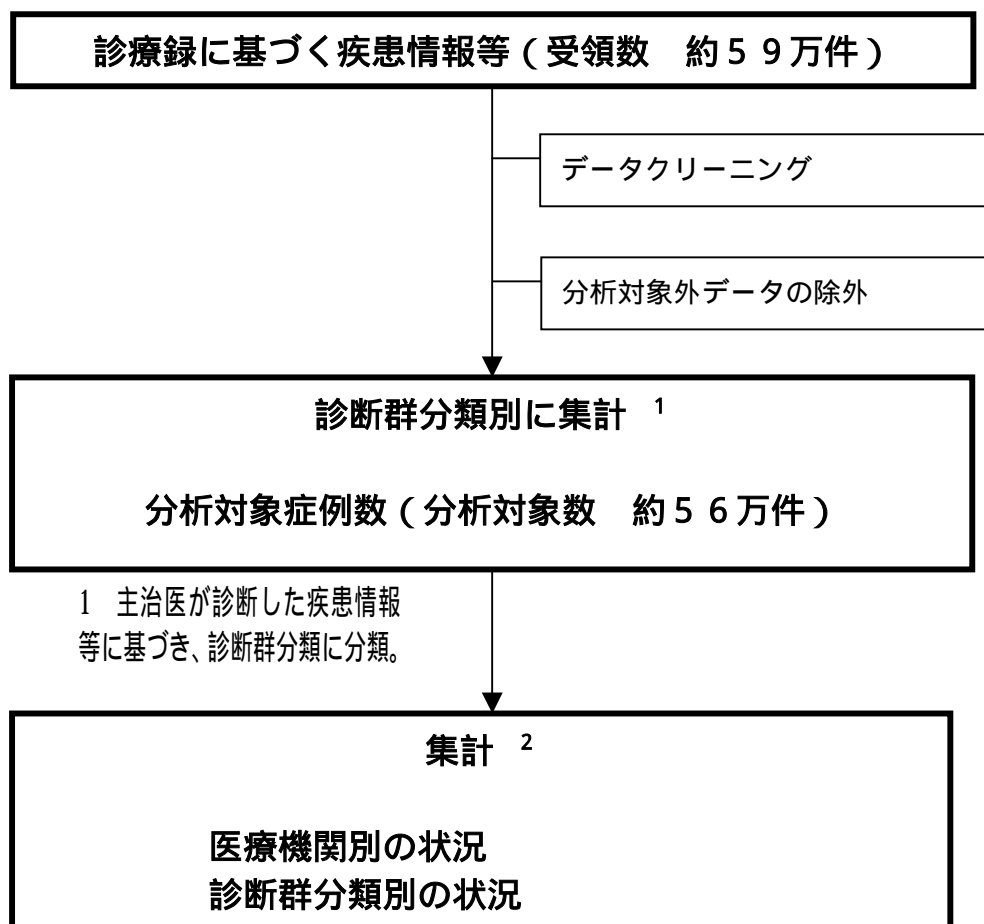 診療録に基づく疾患情報等（受領数　約５９万件）
データクリーニング
分析対象外データの除外
診断群分類別に集計　1
分析対象症例数（分析対象数　約５６万件）
1　主治医が診断した疾患情報
等に基づき、診断群分類に分類。
集計　2
医療機関別の状況
診断群分類別の状況